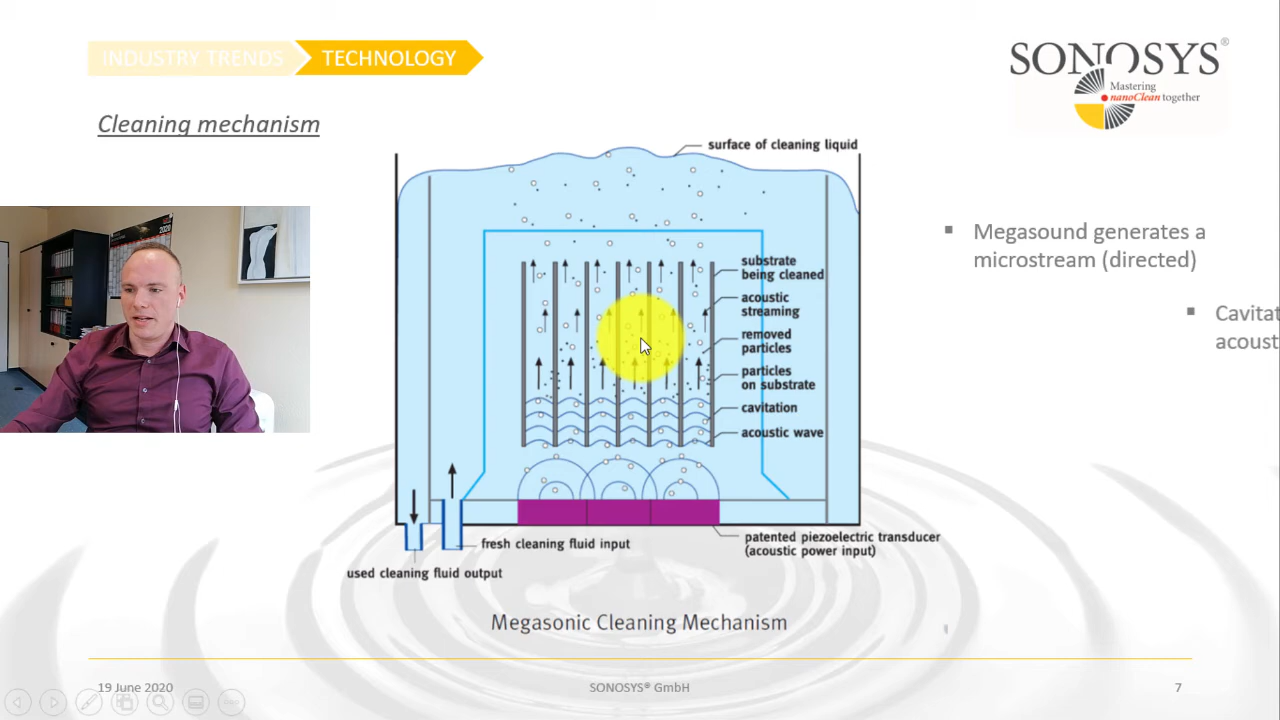 INDUSTRY TRENDS
TECHNOLOGY
SONOSYS®
Mastering
nanoClean together
Cleaning mechanism
surface of cleaning liquid
2020
substrate
being cleaned
acoustic
streaming
removed
particles
particles
on substrate
cavitation
acoustic wave
Megasound generates a
microstream (directed)
Cavitat
acoust
fresh cleaning fluid input
patented piezoelectric transducer
(acoustic power input)
used cleaning fluid output
Megasonic Cleaning Mechanism
19 June 2020
SONOSYS® GmbH
7